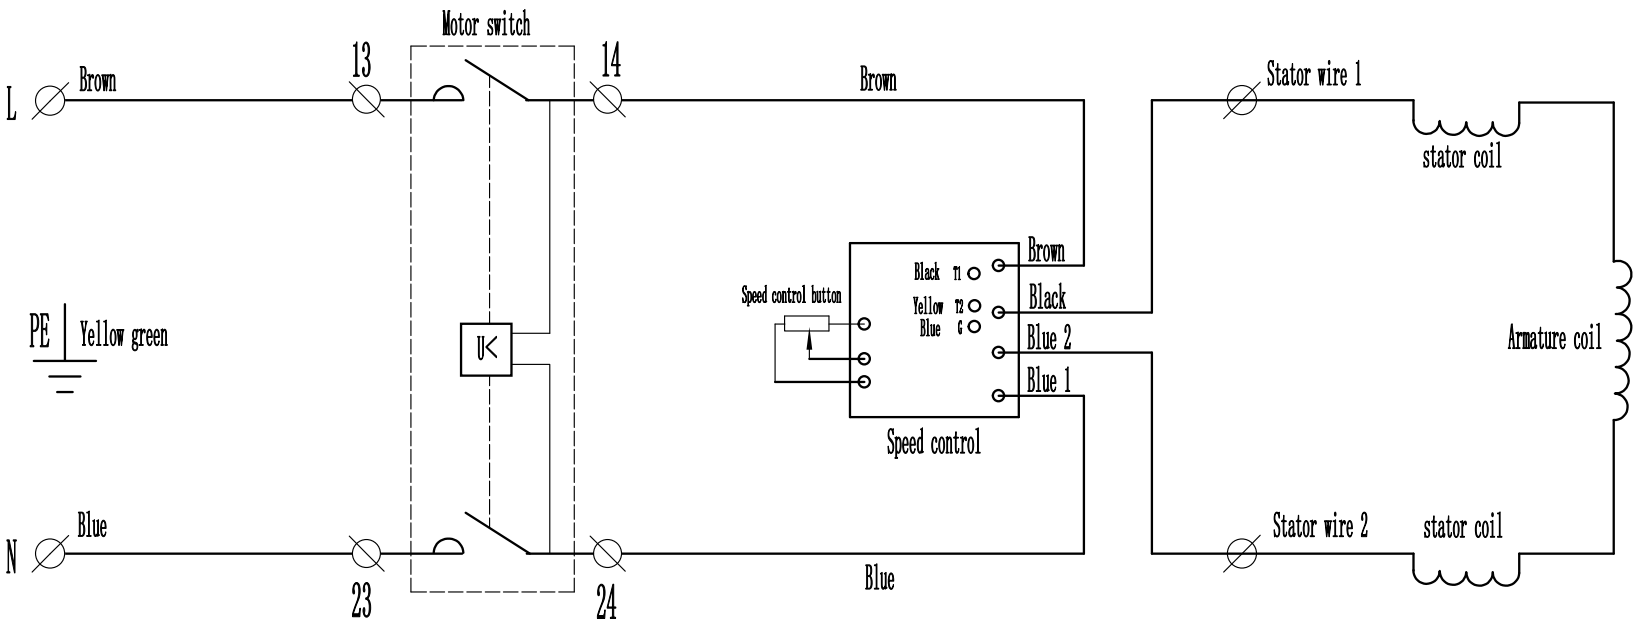 Motor switch
13
14
L
Brown
Brown
Stator wire 1
stator coil
Brown
Black T1
Speed control button
Yellow T2
Black
Blue G
PE
Yellow green
U<
Blue 2
Armature coil
Blue 1
Speed control
N
Blue
Stator wire 2
stator coil
Blue
23
24